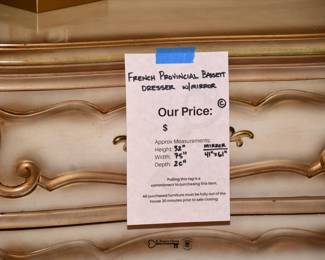 FRENCH PROVINCIAL BASSETT
DRESSER W/MIRROR
©
Our Price:
$
Approx Measurements:
Height: 32"
Width: 75"
Depth: 20"
MIRROR
41"x61"
Pulling this tag is a
commitment to purchasing this item.
All purchased furniture must be fully out of the
house 30 minutes prior to sale closing.